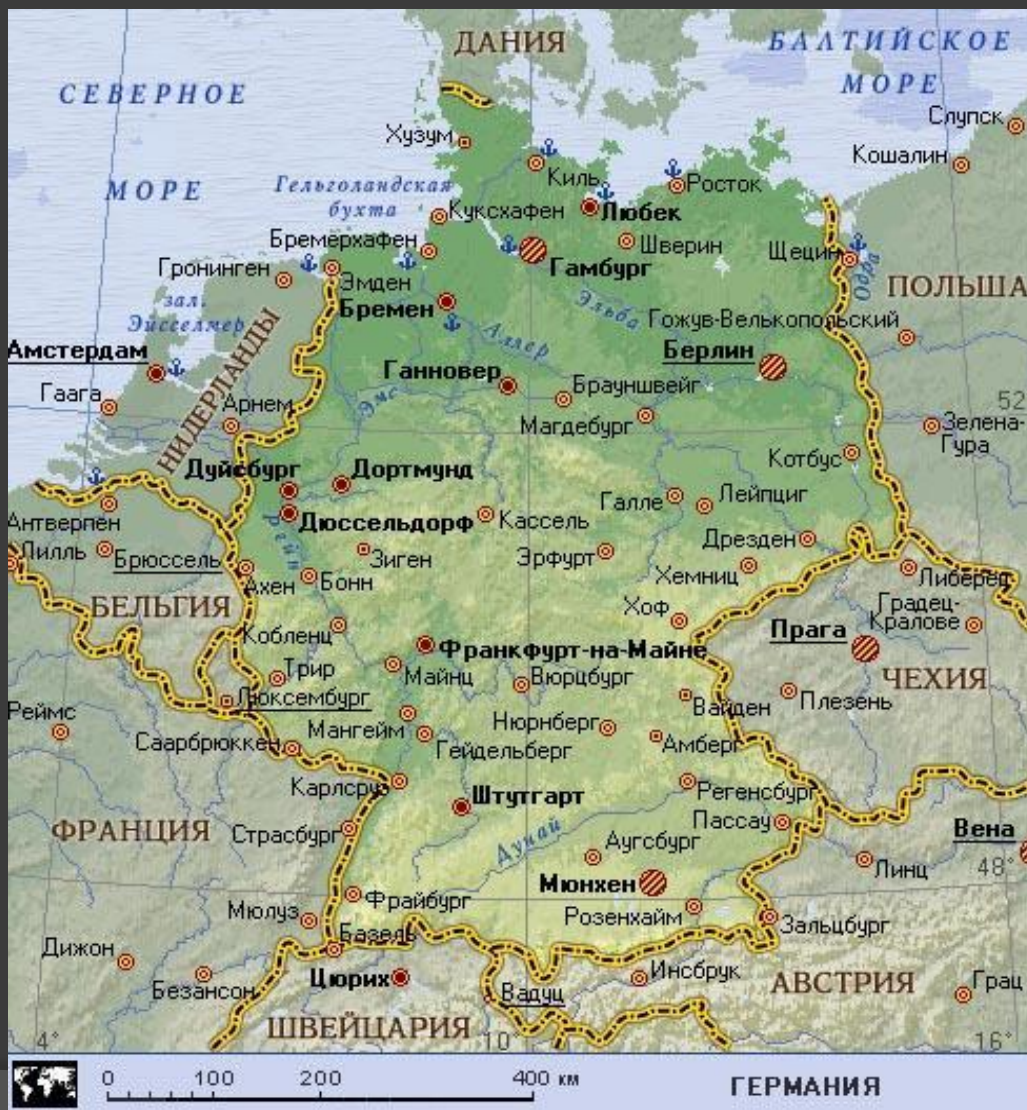 ДАНИЯ
БАЛТИЙСКОЕ
МОРЕ
СЕВЕРНОЕ
МОРЕ
Слупск
Хузум
Кошалин
Киль
Росток
Гельголандская
бухта
Куксхафен
Любек
Бремерхафен
Шверин
Щецин
Гронинген
Эмден
Гамбург
Одра
ПОЛЬША
зал.
Эйсселмер
Бремен
Эльба
Гожув-Велькопольский
НИДЕРЛАНДЫ
Аллер
Амстердам
Берлин
Ганновер
Гаага
Эмс
Брауншвейг
Арнем
Магдебург
52
Зелена-
Гура
Котбус
Дуйсбург
Дортмунд
Галле
Лейпциг
Антверпен
Дюссельдорф
Кассель
Рейн
Дрезден
Лилль
Брюссель
Зиген
Эрфурт
Ахен
Бонн
Хемниц
Либерец
БЕЛЬГИЯ
Хоф
Градец-
Кралове
Кобленц
Прага
Франкфурт-на-Майне
Трир
Майнц
Вюрцбург
ЧЕХИЯ
Люксембург
Вайден
Плезень
Реймс
Мангейм
Нюрнберг
Саарбрюккен
Гейдельберг
Амберг
Карлсруэ
Штутгарт
Регенсбург
ФРАНЦИЯ
Страсбург
Пассау
Дунай
Вена
Аугсбург
Линц
48°
Мюнхен
Фрайбург
Мюлуз
Розенхайм
Зальцбург
Базель
Дижон
Цюрих
Инсбрук
Безансон
Вадуц
АВСТРИЯ
Грац
ШВЕЙЦАРИЯ
4°
10
16°
0 100 200 400 км
ГЕРМАНИЯ